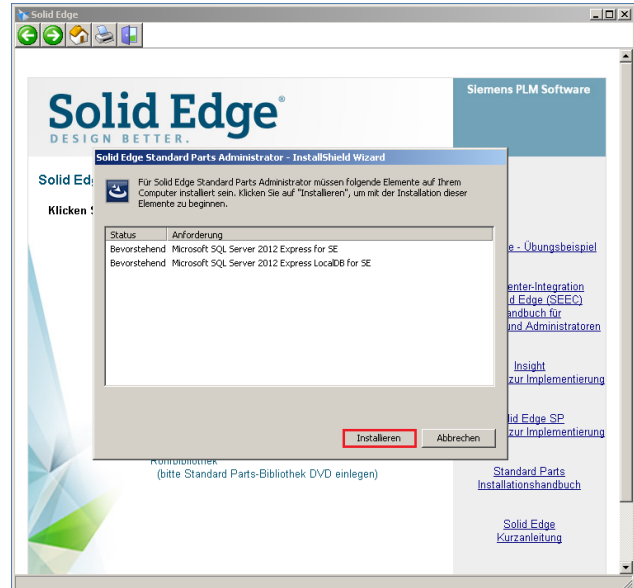 Solid Edge
Siemens PLM Software
Solid Edge®
DESIGN BETTER.
Solid Edge Standard Parts Administrator - InstallShield Wizard
Solid Ed
Für Solid Edge Standard Parts Administrator müssen folgende Elemente auf Ihrem
Computer installiert sein. Klicken Sie auf "Installieren", um mit der Installation dieser
Elemente zu beginnen.
Klicken
Status Anforderung
Bevorstehend Microsoft SQL Server 2012 Express for SE
Bevorstehend Microsoft SQL Server 2012 Express LocalDB for SE
e - Übungsbeispiel
enter-Integration
d Edge (SEEC)
andbuch für
und Administratoren
Insight
zur Implementierung
lid Edge SP
zur Implementierung
Installieren Abbrechen
Rohrbibliothek
(bitte Standard Parts-Bibliothek DVD einlegen)
Standard Parts
Installationshandbuch
Solid Edge
Kurzanleitung